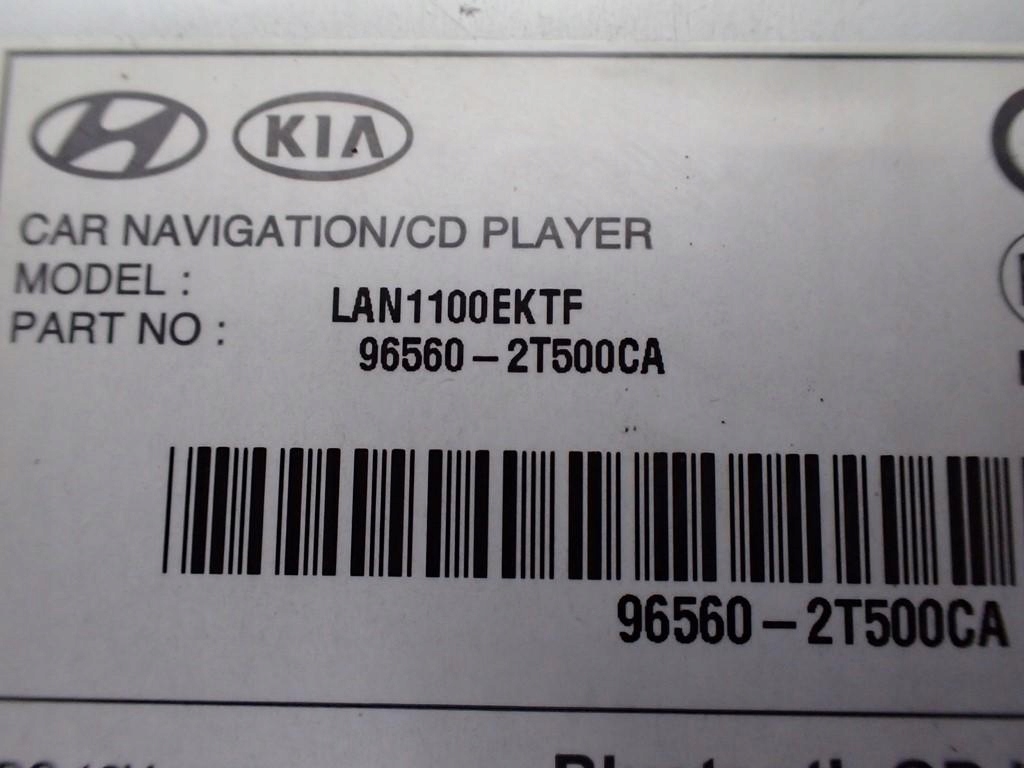 KIA
CAR NAVIGATION/CD PLAYER
MODEL : LAN1100EKTF
PART NO : 96560-2T500CA
96560-2T500CA